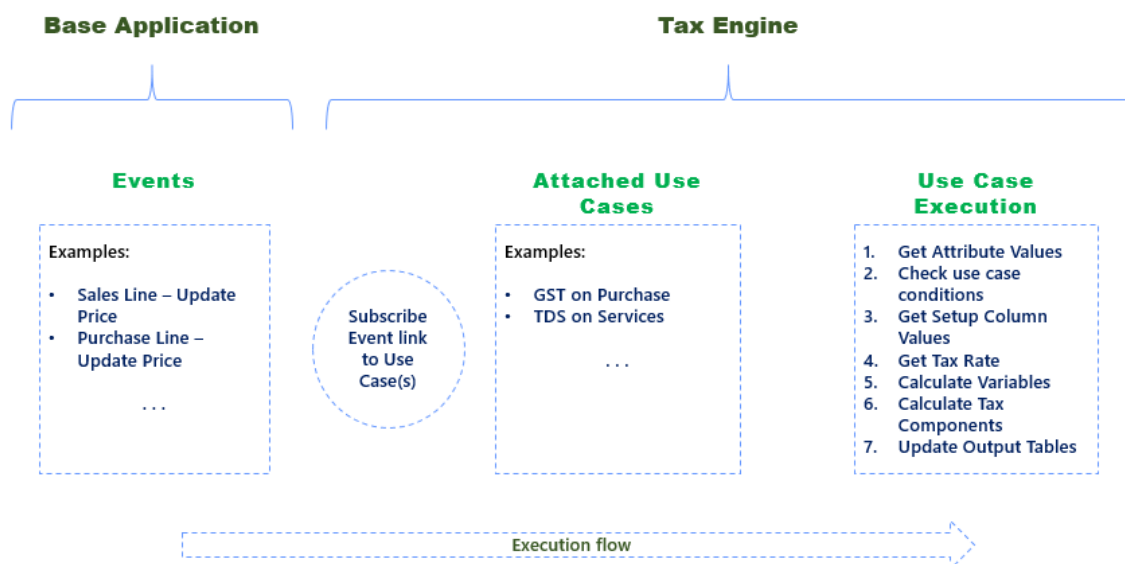 Base Application
Tax Engine
Events
Examples:
• Sales Line – Update
Price
• Purchase Line –
Update Price
. . .
Subscribe
Event link
to Use
Case(s)
Attached Use
Cases
Examples:
• GST on Purchase
• TDS on Services
. . .
Use Case
Execution
1. Get Attribute Values
2. Check use case
conditions
3. Get Setup Column
Values
4. Get Tax Rate
5. Calculate Variables
6. Calculate Tax
Components
7. Update Output Tables
Execution flow